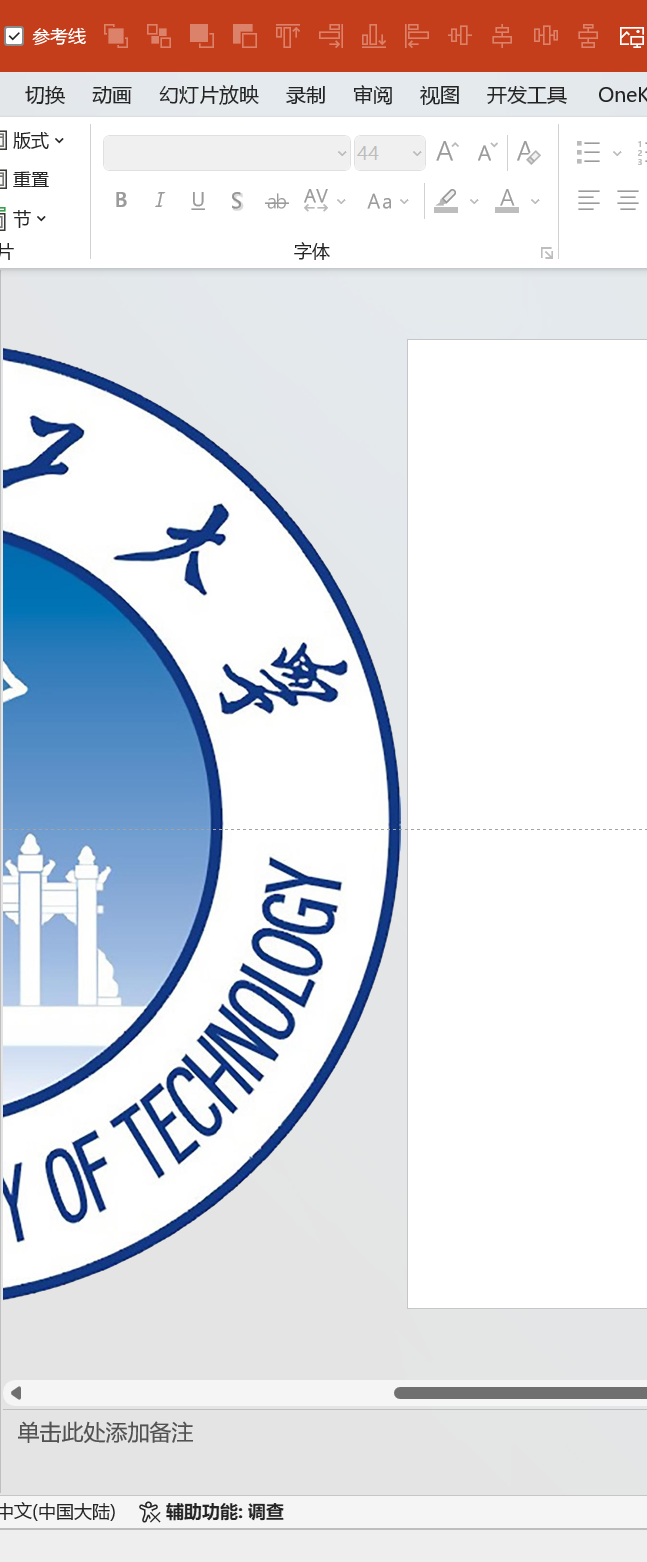 参考线
切换 动画 幻灯片放映 录制 审阅 视图 开发工具 OneK
版式
44 A A A
重置
B I U S ab AV Aa A
节
片 字体
工大学
Y OF TECHNOLOGY
单击此处添加备注
中文(中国大陆) 辅助功能: 调查